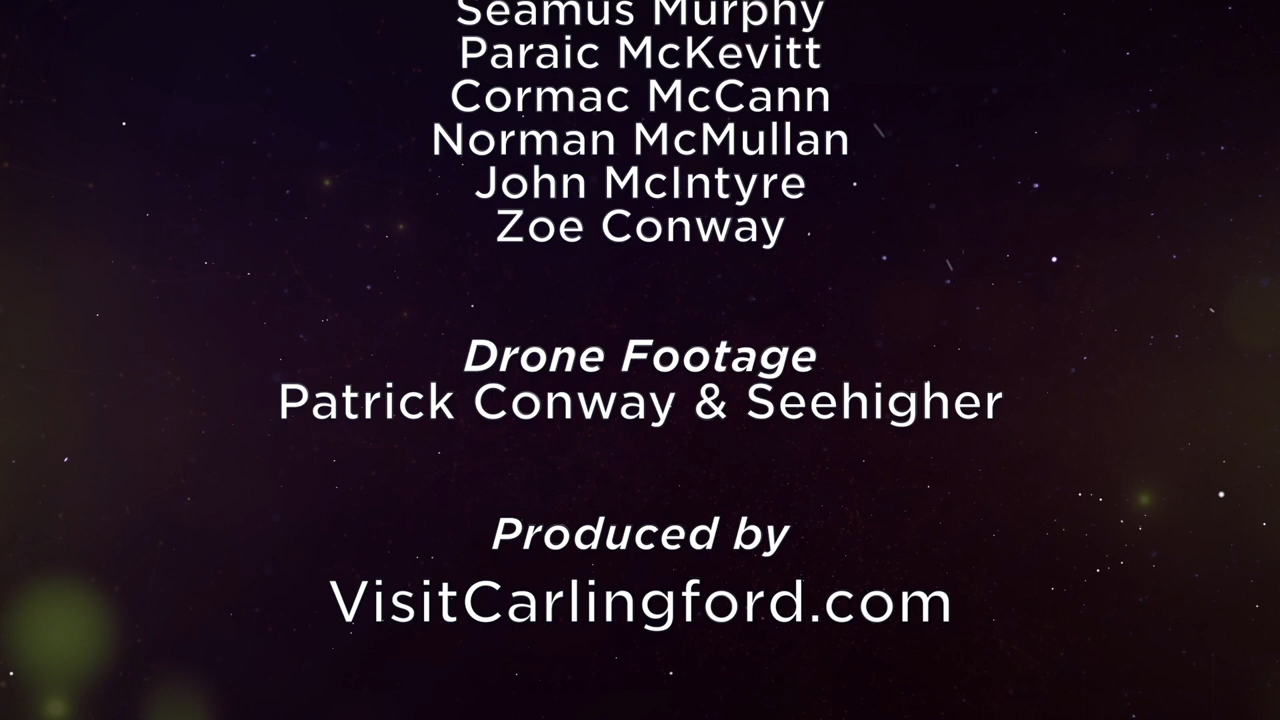 Seamus Murphy
Paraic McKevitt
Cormac McCann
Norman McMullan
John McIntyre
Zoe Conway
Drone Footage
Patrick Conway & Seehigher
Produced by
VisitCarlingford.com